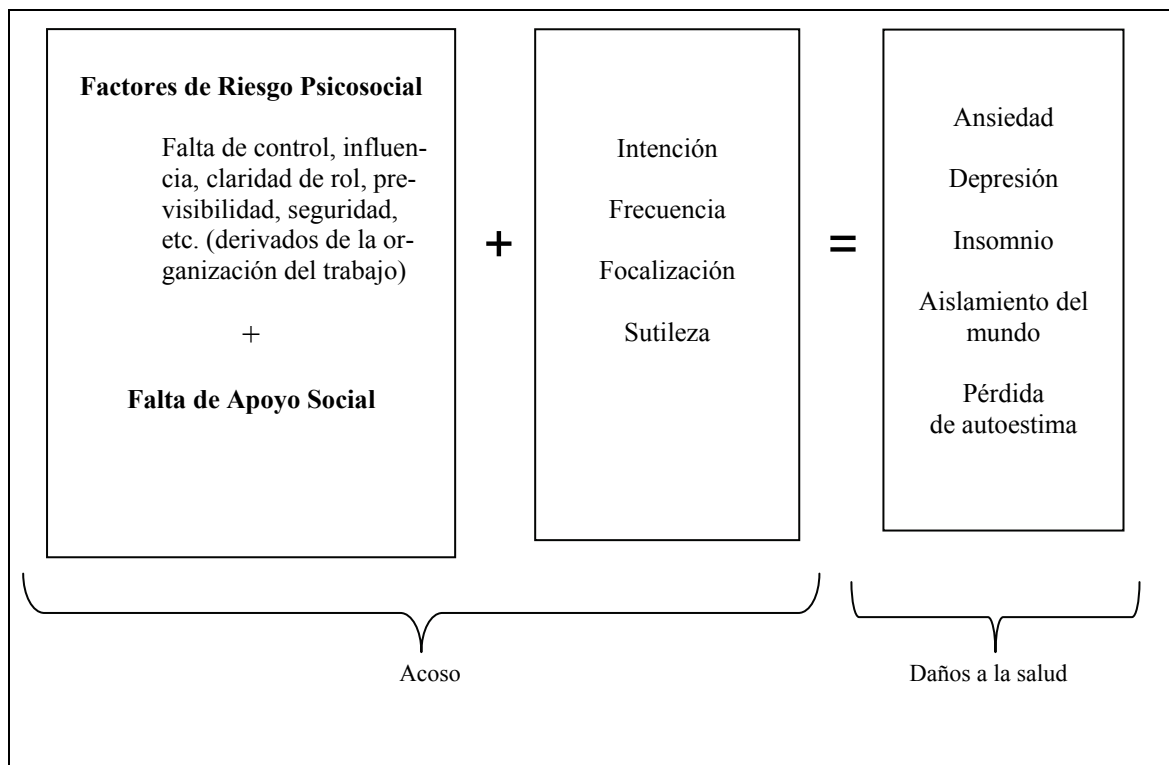 Factores de Riesgo Psicosocial
Falta de control, influen-
cia, claridad de rol, pre-
visibilidad, seguridad,
etc. (derivados de la or-
ganización del trabajo)
+
Falta de Apoyo Social
+
Intención
Frecuencia
Focalización
Sutileza
=
Ansiedad
Depresión
Insomnio
Aislamiento del
mundo
Pérdida
de autoestima
Acoso
Daños a la salud